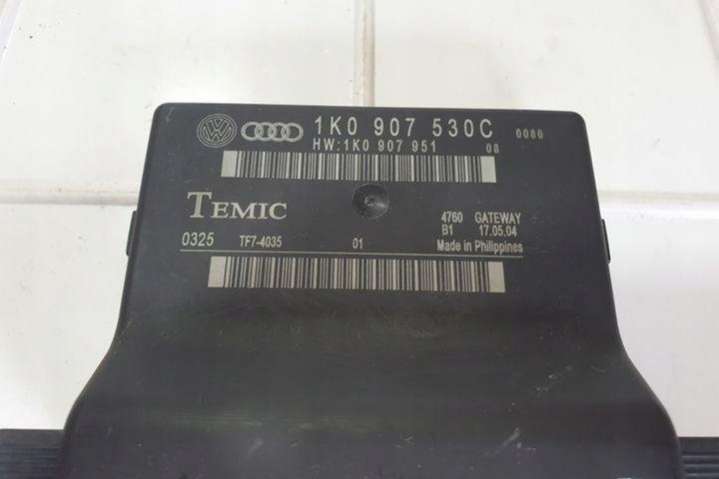 1K0 907 530C 0080
HW:1K0 907 951 08
TEMIC
4760 GATEWAY
B1 17.05.04
0325 TF7-4035 01 Made in Philippines